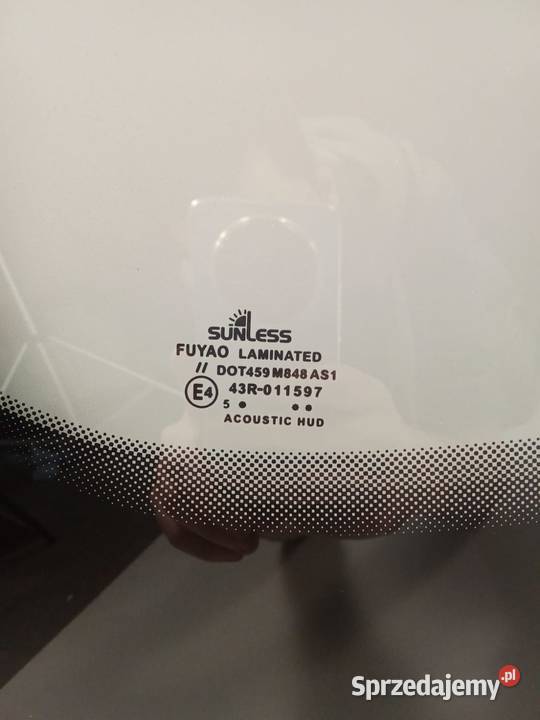 SUNLESS
FUYAO LAMINATED
// DOT459 M848 AS1
E4 43R-011597
5 • ••
ACOUSTIC HUD
Sprzedajemy.pl